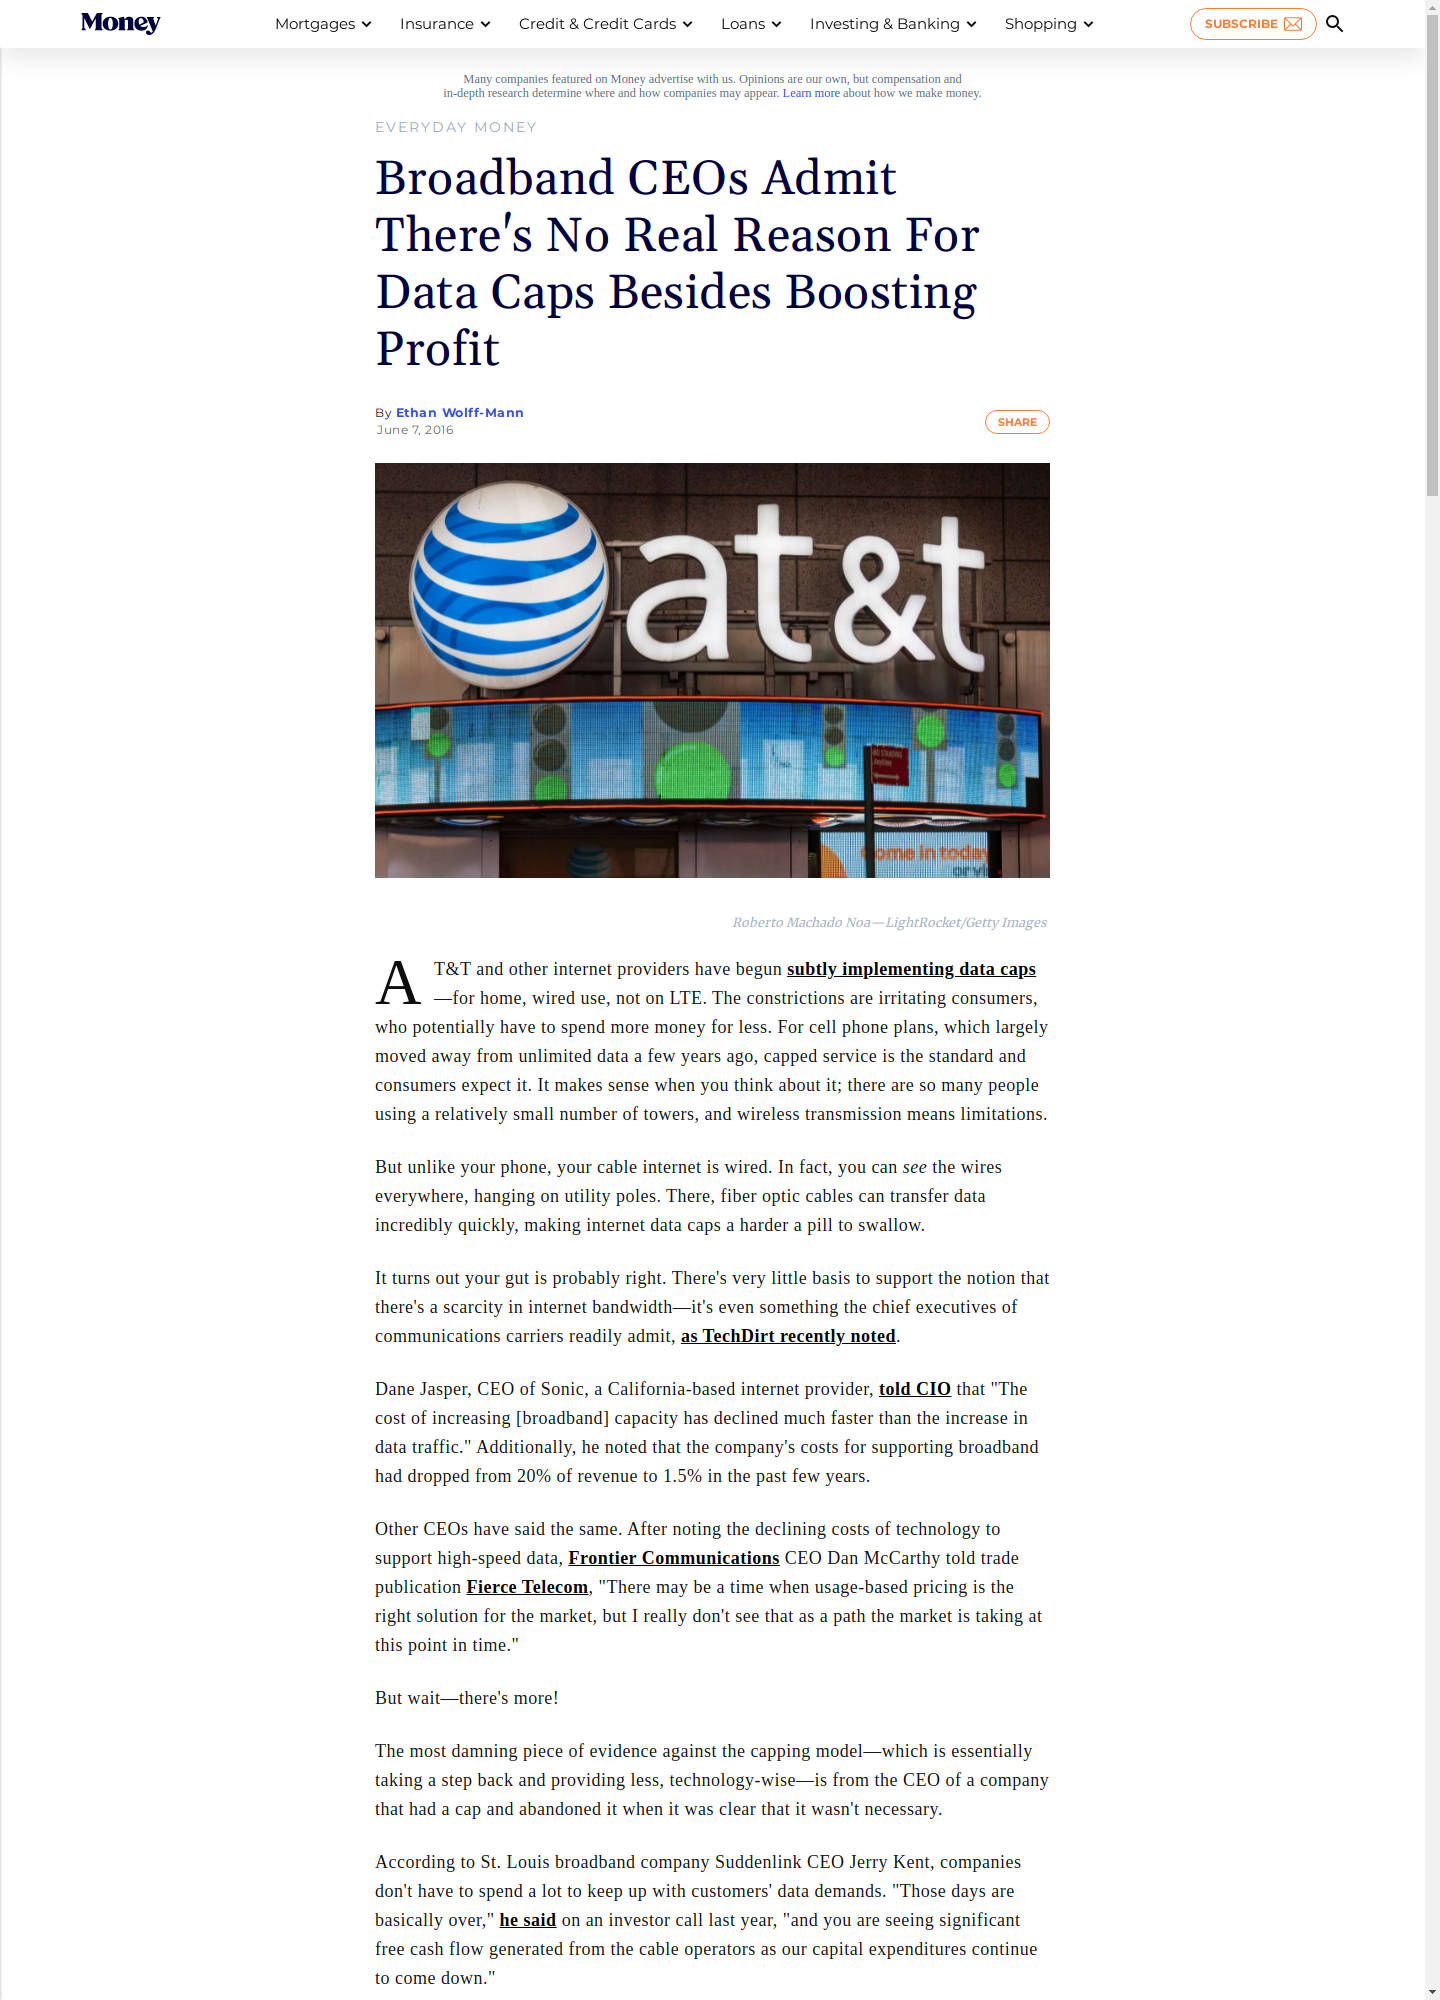 Money
Mortgages
Insurance
Credit & Credit Cards
Loans
Investing & Banking
Shopping
SUBSCRIBE
Many companies featured on Money advertise with us. Opinions are our own, but compensation and
in-depth research determine where and how companies may appear. Learn more about how we make money.
EVERYDAY MONEY
Broadband CEOs Admit
There's No Real Reason For
Data Caps Besides Boosting
Profit
By Ethan Wolff-Mann
June 7, 2016
SHARE
at&t
NO STANDING
Anytime
Come in today
or vi
Roberto Machado Noa—LightRocket/Getty Images
AT&T and other internet providers have begun subtly implementing data caps
—for home, wired use, not on LTE. The constrictions are irritating consumers,
who potentially have to spend more money for less. For cell phone plans, which largely
moved away from unlimited data a few years ago, capped service is the standard and
consumers expect it. It makes sense when you think about it; there are so many people
using a relatively small number of towers, and wireless transmission means limitations.
But unlike your phone, your cable internet is wired. In fact, you can see the wires
everywhere, hanging on utility poles. There, fiber optic cables can transfer data
incredibly quickly, making internet data caps a harder a pill to swallow.
It turns out your gut is probably right. There's very little basis to support the notion that
there's a scarcity in internet bandwidth—it's even something the chief executives of
communications carriers readily admit, as TechDirt recently noted.
Dane Jasper, CEO of Sonic, a California-based internet provider, told CIO that "The
cost of increasing [broadband] capacity has declined much faster than the increase in
data traffic." Additionally, he noted that the company's costs for supporting broadband
had dropped from 20% of revenue to 1.5% in the past few years.
Other CEOs have said the same. After noting the declining costs of technology to
support high-speed data, Frontier Communications CEO Dan McCarthy told trade
publication Fierce Telecom, "There may be a time when usage-based pricing is the
right solution for the market, but I really don't see that as a path the market is taking at
this point in time."
But wait—there's more!
The most damning piece of evidence against the capping model—which is essentially
taking a step back and providing less, technology-wise—is from the CEO of a company
that had a cap and abandoned it when it was clear that it wasn't necessary.
According to St. Louis broadband company Suddenlink CEO Jerry Kent, companies
don't have to spend a lot to keep up with customers' data demands. "Those days are
basically over," he said on an investor call last year, "and you are seeing significant
free cash flow generated from the cable operators as our capital expenditures continue
to come down."